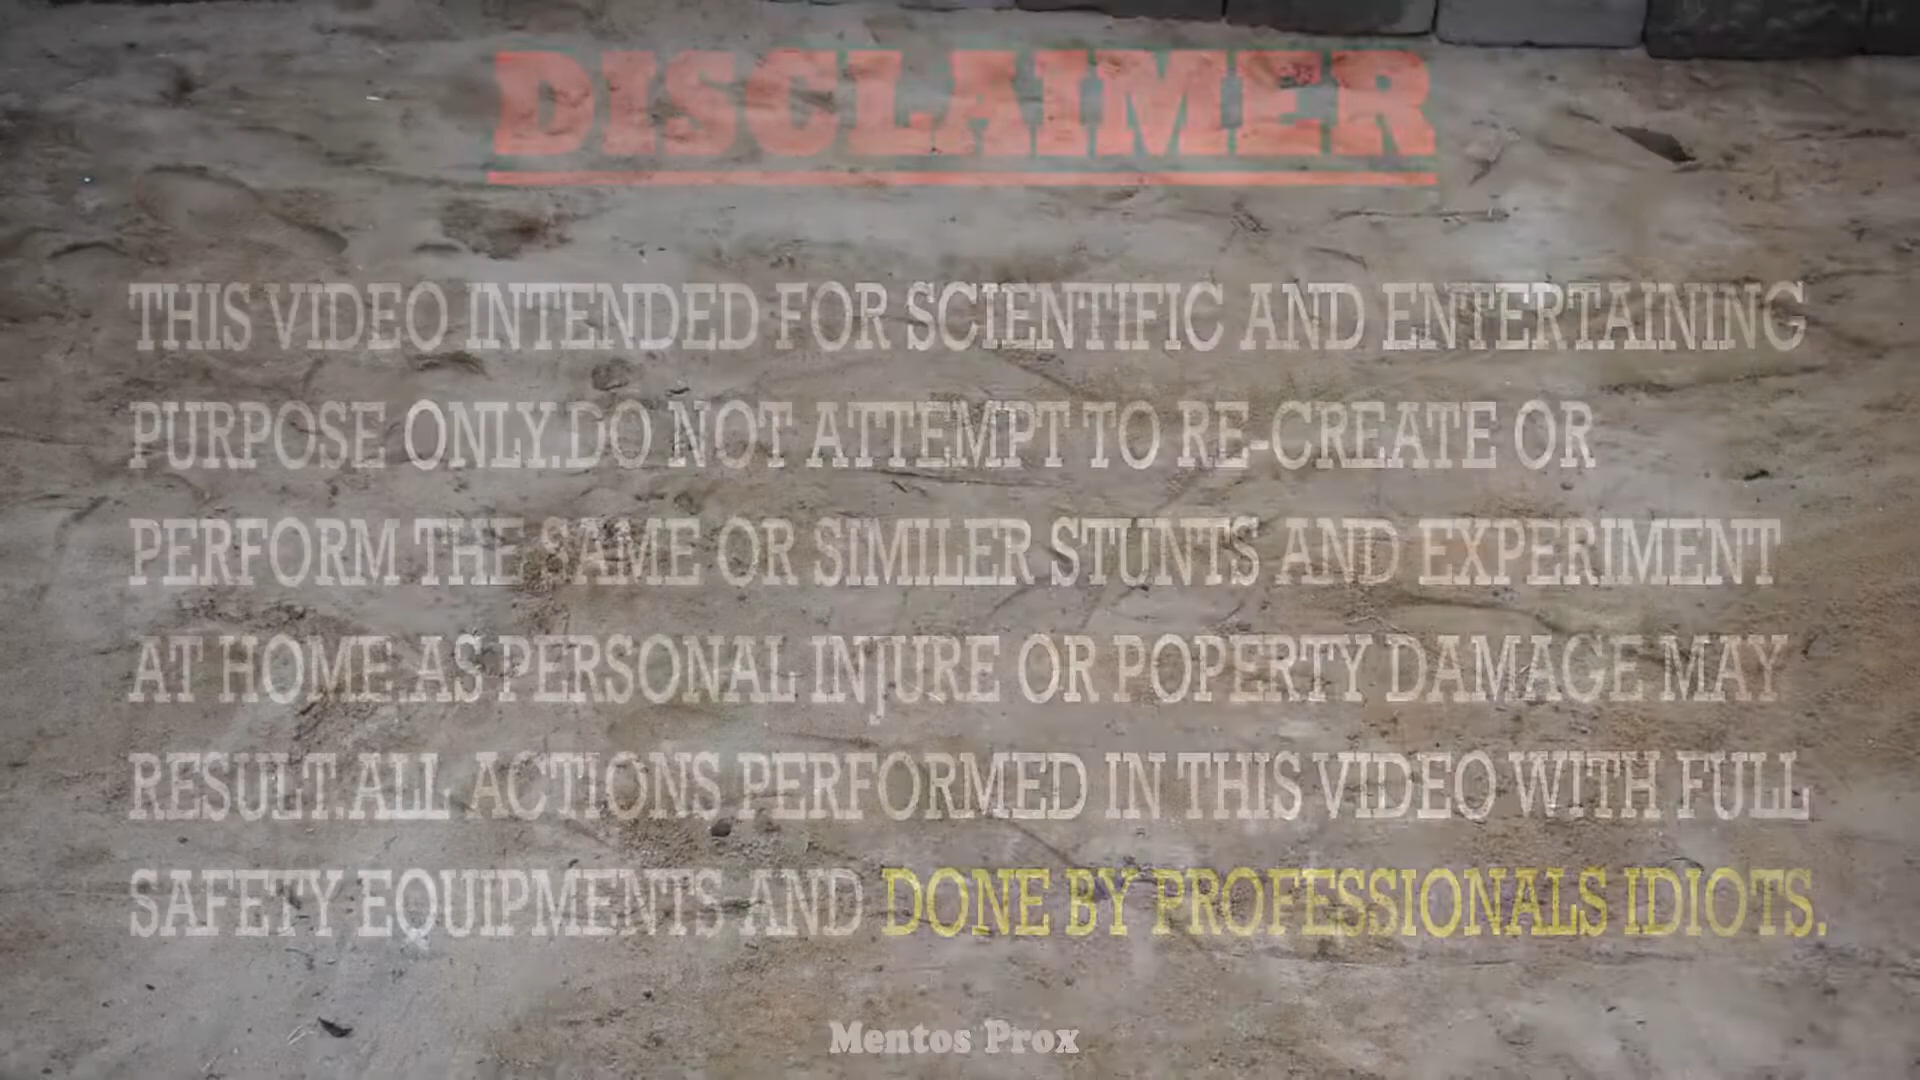 DISCLAIMER
THIS VIDEO INTENDED FOR SCIENTIFIC AND ENTERTAINING
PURPOSE ONLY.DO NOT ATTEMPT TO RE-CREATE OR
PERFORM THE SAME OR SIMILER STUNTS AND EXPERIMENT
AT HOME.AS PERSONAL INJURE OR POPERTY DAMAGE MAY
RESULT.ALL ACTIONS PERFORMED IN THIS VIDEO WITH FULL
SAFETY EQUIPMENTS AND DONE BY PROFESSIONALS IDIOTS.
Mentos Prox